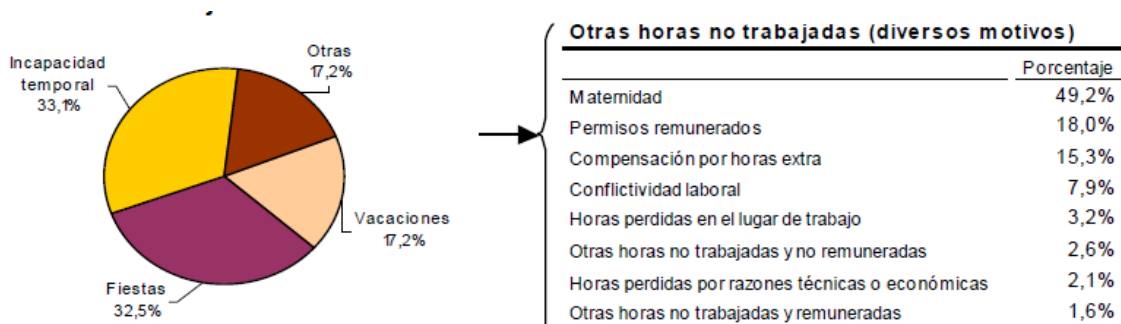 Otras
17,2%
Incapacidad
temporal
33,1%
Vacaciones
17,2%
Fiestas
32,5%
Otras horas no trabajadas (diversos motivos)
Porcentaje
Maternidad 49,2%
Permisos remunerados 18,0%
Compensación por horas extra 15,3%
Conflictividad laboral 7,9%
Horas perdidas en el lugar de trabajo 3,2%
Otras horas no trabajadas y no remuneradas 2,6%
Horas perdidas por razones técnicas o económicas 2,1%
Otras horas no trabajadas y remuneradas 1,6%